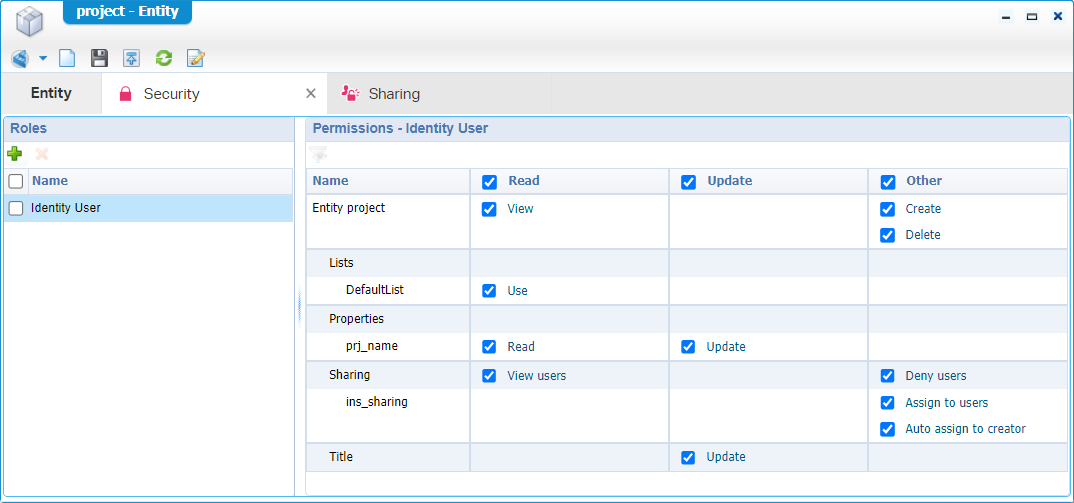 project - Entity
Entity Security Sharing
Roles
Name
Identity User
Permissions - Identity User
Name Read Update Other
Entity project View Create
Delete
Lists
DefaultList Use
Properties
prj_name Read Update
Sharing View users Deny users
ins_sharing Assign to users
Auto assign to creator
Title Update